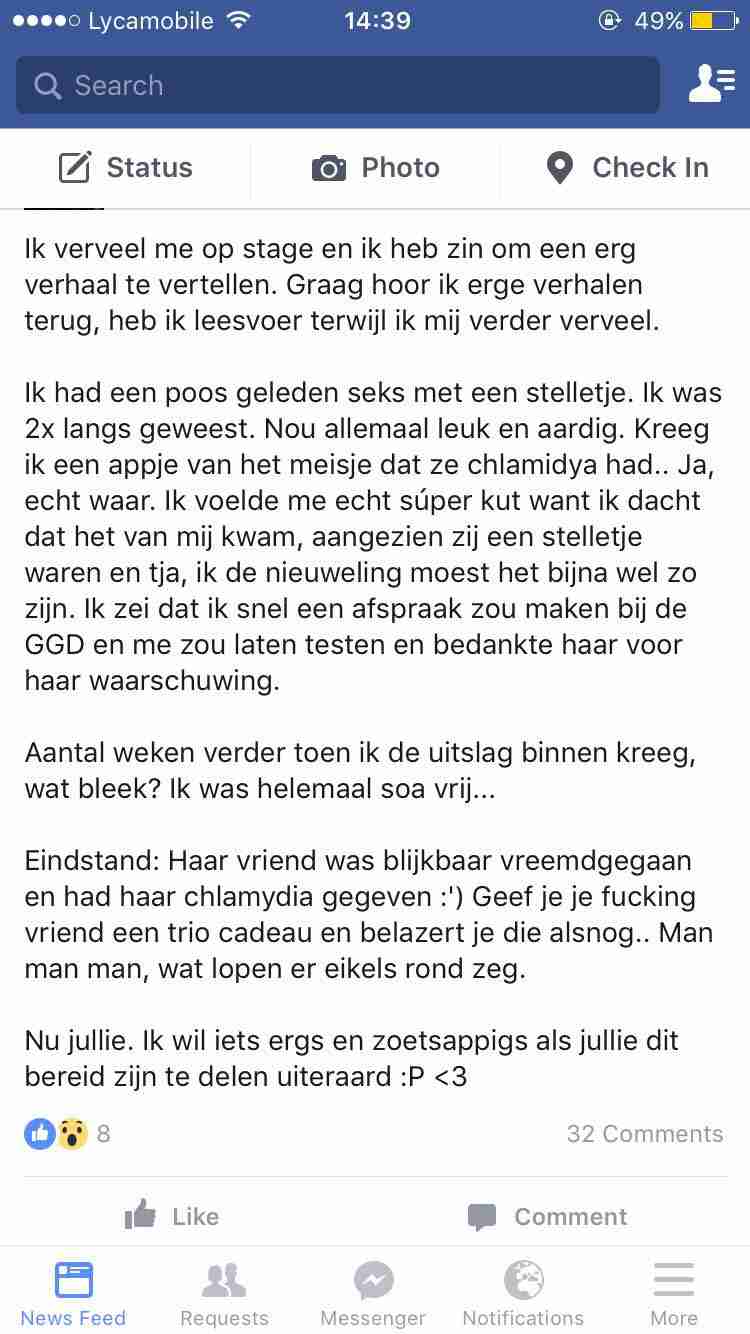 Lycamobile 14:39 49%
Search
Status Photo Check In
Ik verveel me op stage en ik heb zin om een erg
verhaal te vertellen. Graag hoor ik erge verhalen
terug, heb ik leesvoer terwijl ik mij verder verveel.
Ik had een poos geleden seks met een stelletje. Ik was
2x langs geweest. Nou allemaal leuk en aardig. Kreeg
ik een appje van het meisje dat ze chlamidya had.. Ja,
echt waar. Ik voelde me echt súper kut want ik dacht
dat het van mij kwam, aangezien zij een stelletje
waren en tja, ik de nieuweling moest het bijna wel zo
zijn. Ik zei dat ik snel een afspraak zou maken bij de
GGD en me zou laten testen en bedankte haar voor
haar waarschuwing.
Aantal weken verder toen ik de uitslag binnen kreeg,
wat bleek? Ik was helemaal soa vrij...
Eindstand: Haar vriend was blijkbaar vreemdgegaan
en had haar chlamydia gegeven :') Geef je je fucking
vriend een trio cadeau en belazert je die alsnog.. Man
man man, wat lopen er eikels rond zeg.
Nu jullie. Ik wil iets ergs en zoetsappigs als jullie dit
bereid zijn te delen uiteraard :P <3
8 32 Comments
Like Comment
News Feed Requests Messenger Notifications More